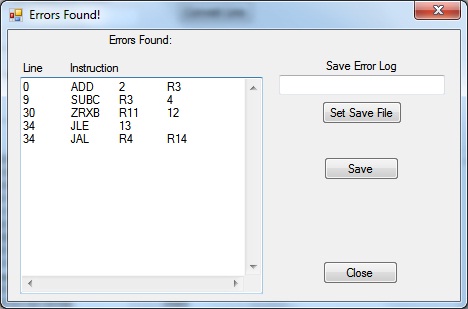 Errors Found!
Errors Found:
Line Instruction
0 ADD 2 R3
9 SUBC R3 4
30 ZRXB R11 12
34 JLE 13
34 JAL R4 R14
Save Error Log
Set Save File
Save
Close